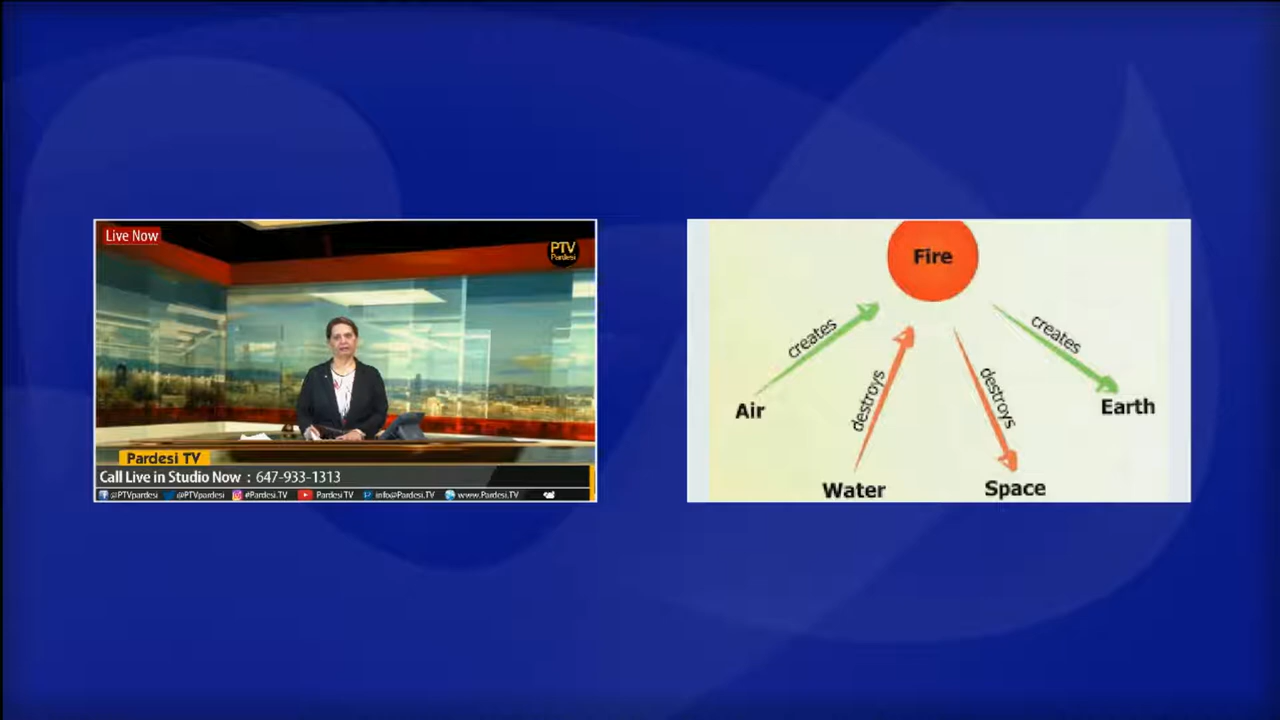 Live Now
PTV
Pardesi
Pardesi TV
Call Live in Studio Now : 647-933-1313
@PTVpardesi @PTVpardesi #Pardesi.TV Pardesi TV info@Pardesi.TV www.Pardesi.TV
Fire
creates
creates
destroys
destroys
Air
Earth
Water
Space